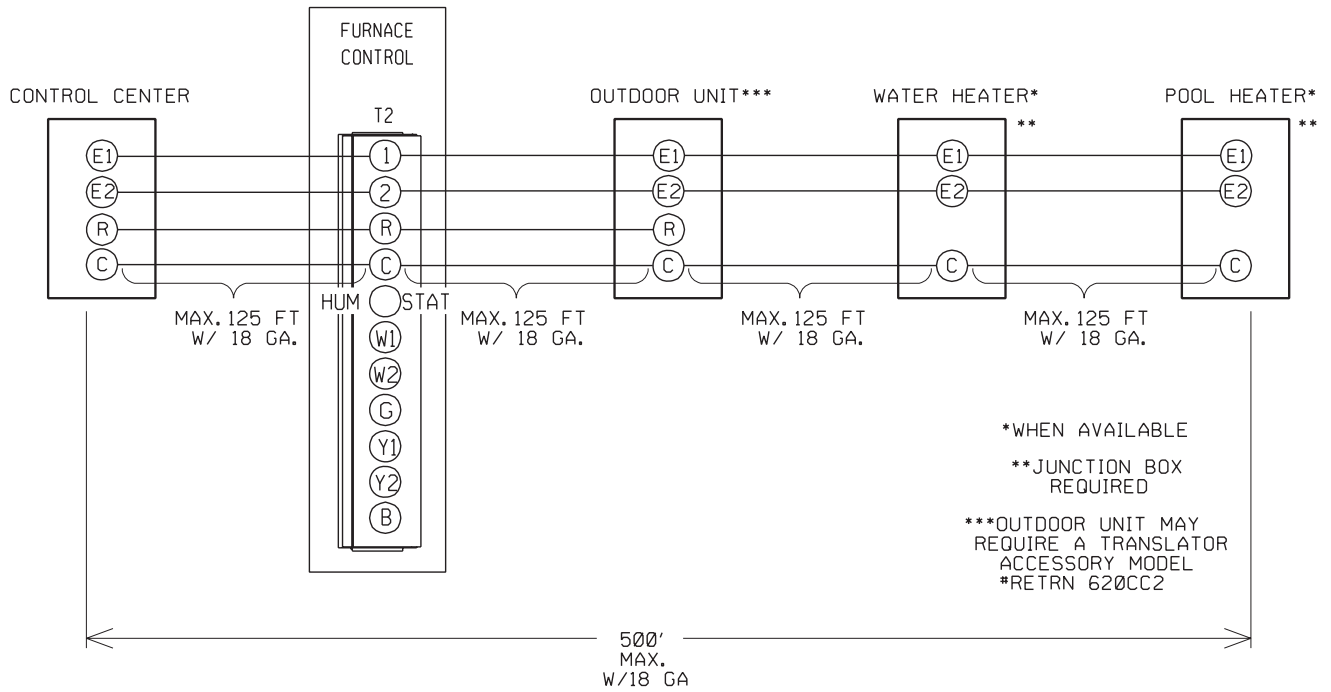 FURNACE
CONTROL
CONTROL CENTER
T2
OUTDOOR UNIT***
WATER HEATER*
**
POOL HEATER*
**
E1
1
E1
E1
E1
E2
2
E2
E2
E2
R
R
R
C
C
C
C
C
HUM STAT
MAX. 125 FT
W/ 18 GA.
MAX. 125 FT
W/ 18 GA.
MAX. 125 FT
W/ 18 GA.
MAX. 125 FT
W/ 18 GA.
W1
W2
G
Y1
Y2
B
*WHEN AVAILABLE
**JUNCTION BOX
REQUIRED
***OUTDOOR UNIT MAY
REQUIRE A TRANSLATOR
ACCESSORY MODEL
#RETRN 620CC2
500'
MAX.
W/18 GA